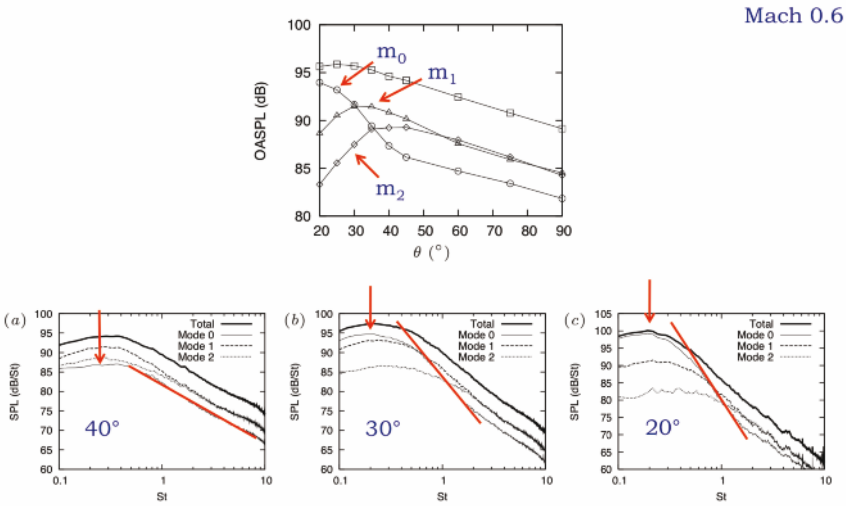 Mach 0.6
100
95
90
85
80
OASPL (dB)
m0
m1
m2
20 30 40 50 60 70 80 90
θ (°)
(a)
100
95
90
85
80
75
70
65
60
SPL (dB/St)
Total
Mode 0
Mode 1
Mode 2
40°
0.1 1 10
St
(b)
100
95
90
85
80
75
70
65
60
SPL (dB/St)
Total
Mode 0
Mode 1
Mode 2
30°
0.1 1 10
St
(c)
105
100
95
90
85
80
75
70
65
60
SPL (dB/St)
Total
Mode 0
Mode 1
Mode 2
20°
0.1 1 10
St